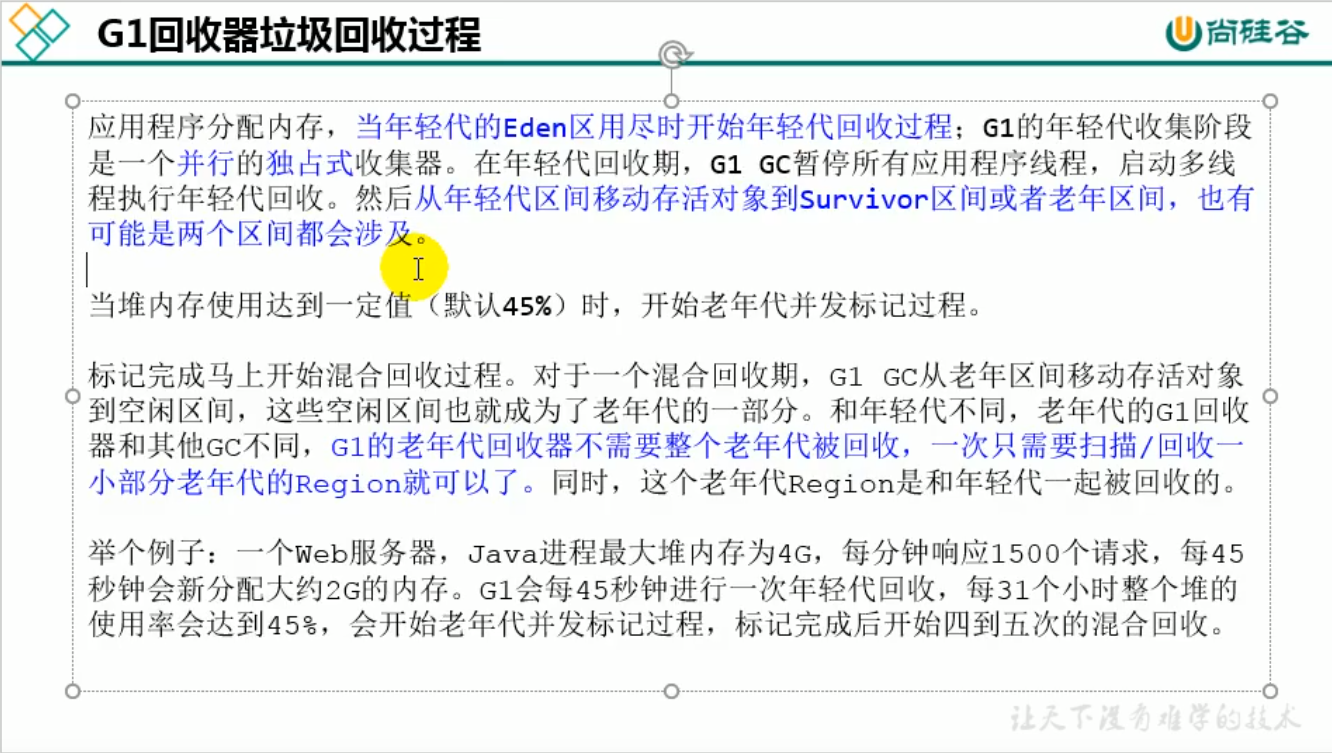 G1回收器垃圾回收过程
尚硅谷
应用程序分配内存，当年轻代的Eden区用尽时开始年轻代回收过程；G1的年轻代收集阶段
是一个并行的独占式收集器。在年轻代回收期，G1 GC暂停所有应用程序线程，启动多线
程执行年轻代回收。然后从年轻代区间移动存活对象到Survivor区间或者老年区间，也有
可能是两个区间都会涉及。
当堆内存使用达到一定值（默认45%）时，开始老年代并发标记过程。
标记完成马上开始混合回收过程。对于一个混合回收期，G1 GC从老年区间移动存活对象
到空闲区间，这些空闲区间也就成为了老年代的一部分。和年轻代不同，老年代的G1回收
器和其他GC不同，G1的老年代回收器不需要整个老年代被回收，一次只需要扫描/回收一
小部分老年代的Region就可以了。同时，这个老年代Region是和年轻代一起被回收的。
举个例子：一个Web服务器，Java进程最大堆内存为4G，每分钟响应1500个请求，每45
秒钟会新分配大约2G的内存。G1会每45秒钟进行一次年轻代回收，每31个小时整个堆的
使用率会达到45%，会开始老年代并发标记过程，标记完成后开始四到五次的混合回收。
让天下没有难学的技术